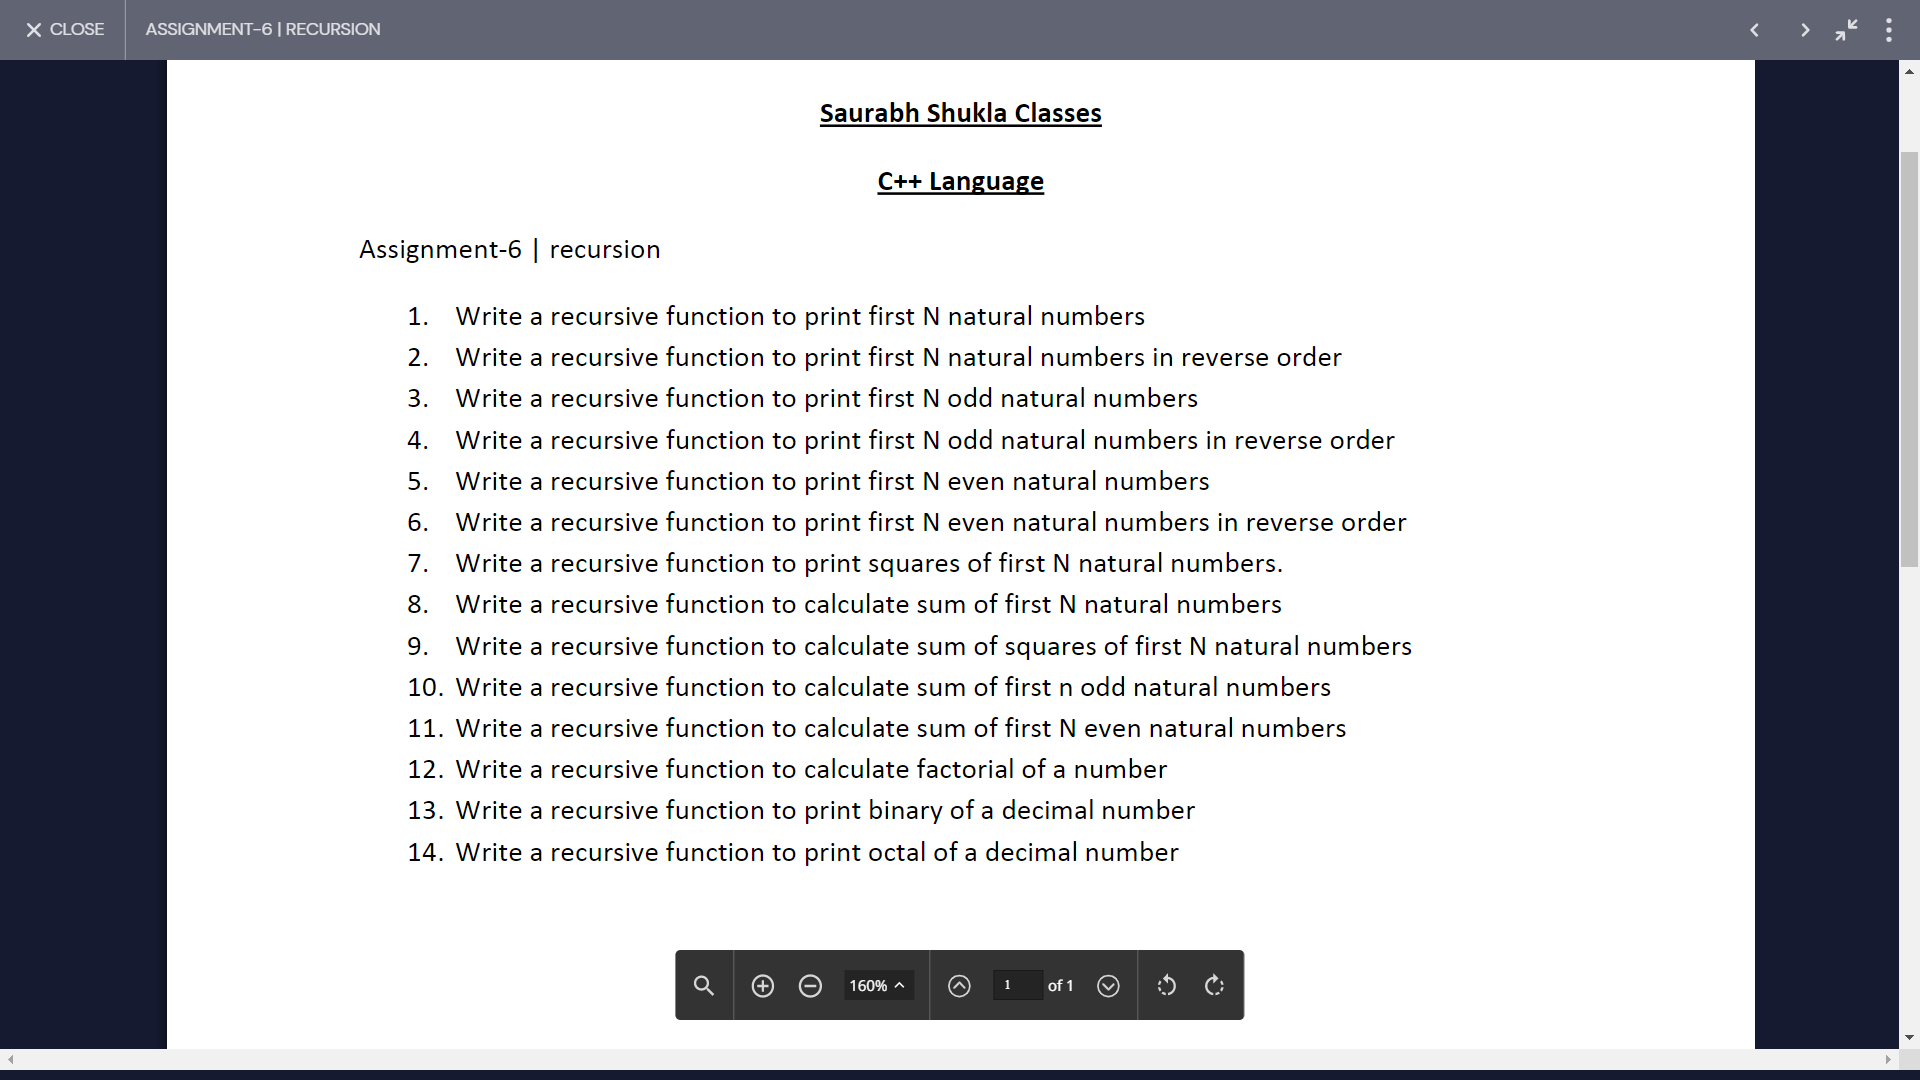 CLOSE
ASSIGNMENT-6 | RECURSION
Saurabh Shukla Classes
C++ Language
Assignment-6 | recursion
1. Write a recursive function to print first N natural numbers
2. Write a recursive function to print first N natural numbers in reverse order
3. Write a recursive function to print first N odd natural numbers
4. Write a recursive function to print first N odd natural numbers in reverse order
5. Write a recursive function to print first N even natural numbers
6. Write a recursive function to print first N even natural numbers in reverse order
7. Write a recursive function to print squares of first N natural numbers.
8. Write a recursive function to calculate sum of first N natural numbers
9. Write a recursive function to calculate sum of squares of first N natural numbers
10. Write a recursive function to calculate sum of first n odd natural numbers
11. Write a recursive function to calculate sum of first N even natural numbers
12. Write a recursive function to calculate factorial of a number
13. Write a recursive function to print binary of a decimal number
14. Write a recursive function to print octal of a decimal number
160% 1 of 1